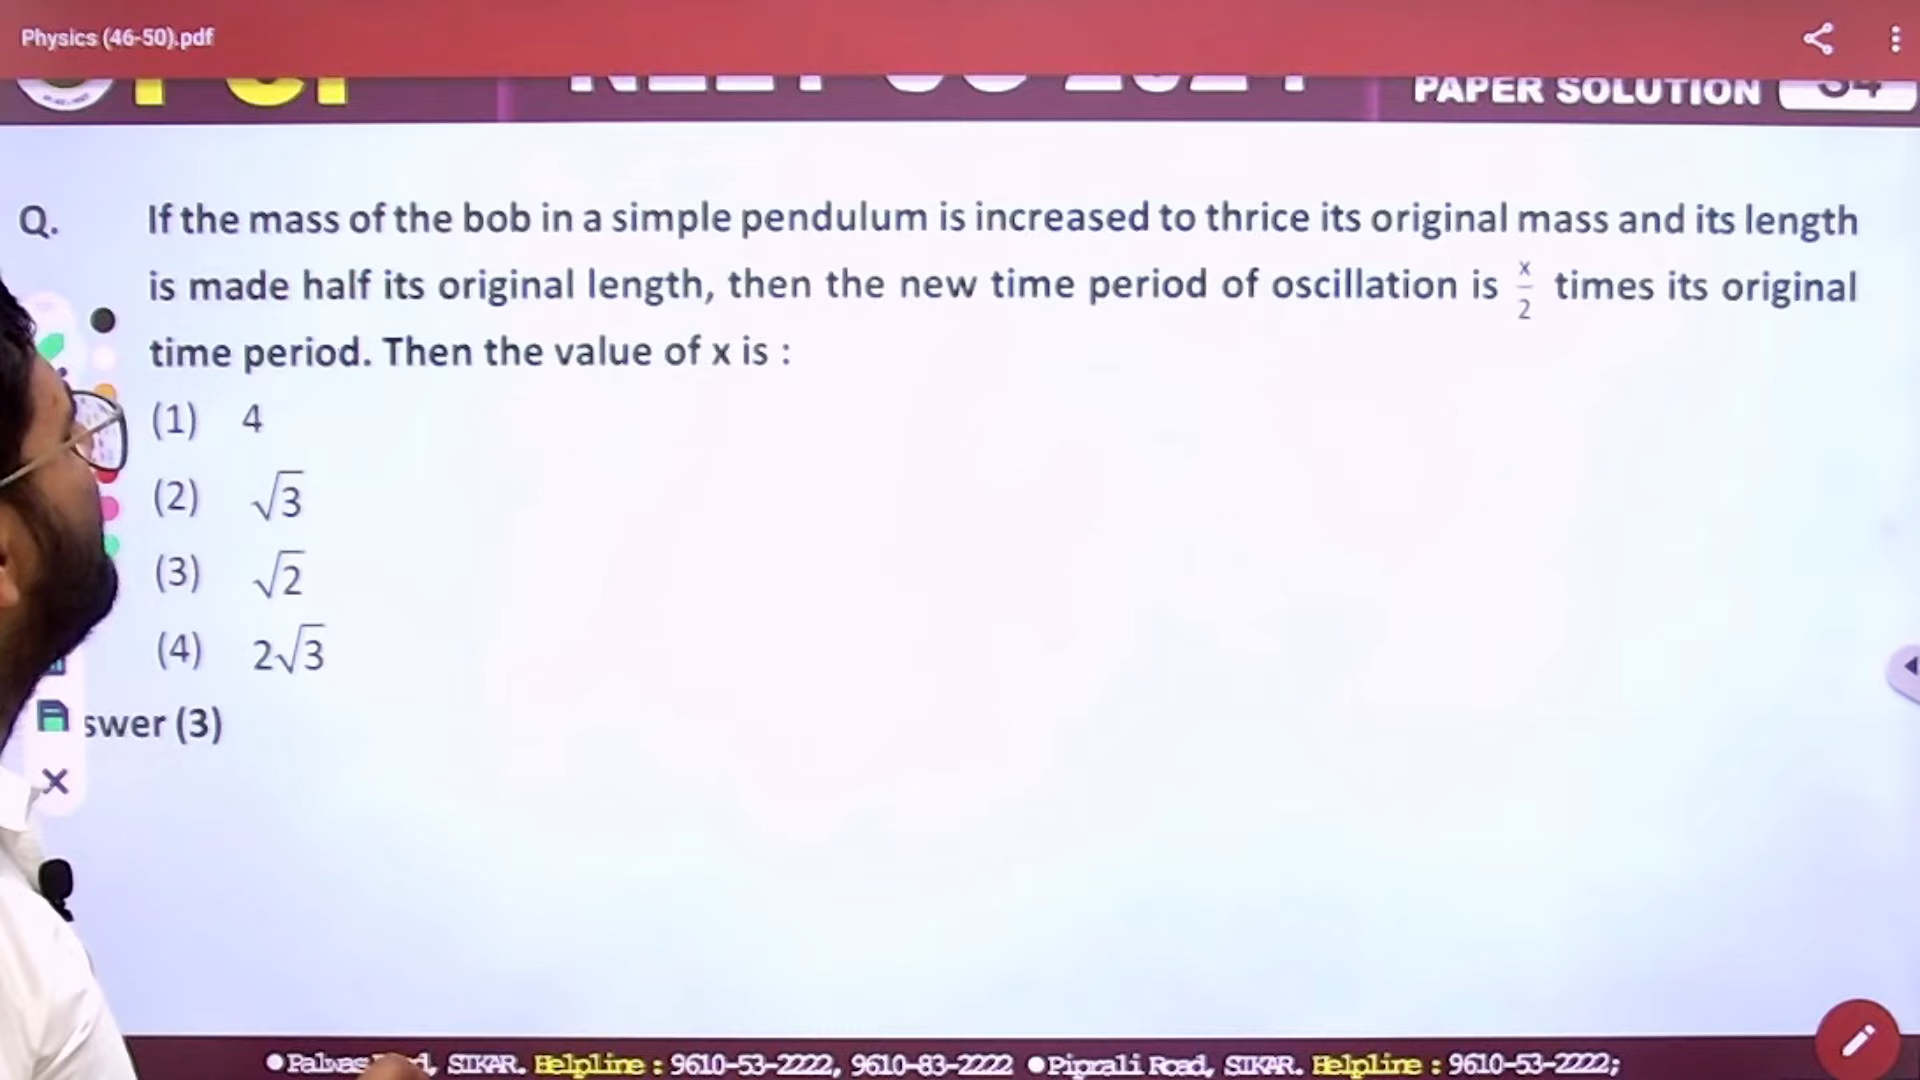 Physics (46-50).pdf
PAPER SOLUTION
Q. If the mass of the bob in a simple pendulum is increased to thrice its original mass and its length
is made half its original length, then the new time period of oscillation is x/2 times its original
time period. Then the value of x is :
(1) 4
(2) √3
(3) √2
(4) 2√3
swer (3)
●Palwas d, SIKAR. Helpline : 9610-53-2222, 9610-83-2222 ●Piprali Road, SIKAR. Helpline : 9610-53-2222;